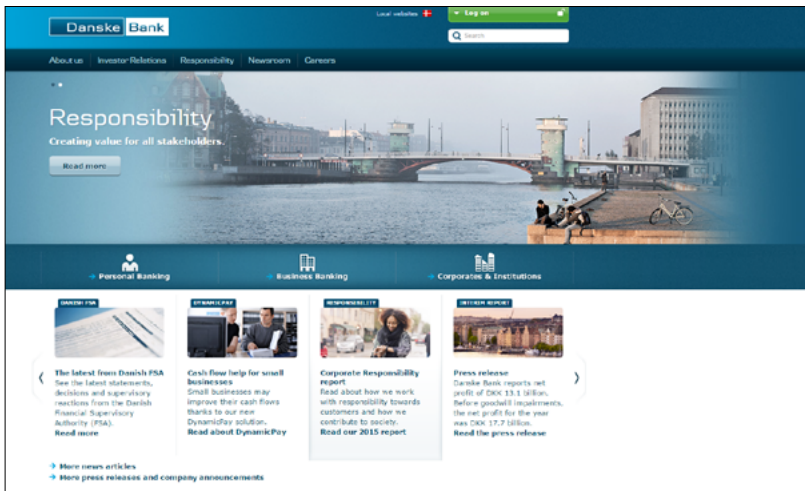 Local websites
Log on
Danske Bank
Search
About us
Investor Relations
Responsibility
Newsroom
Careers
Responsibility
Creating value for all stakeholders.
Read more
Personal Banking
Business Banking
Corporates & Institutions
DANISH FSA
The latest from Danish FSA
See the latest statements,
decisions and supervisory
reactions from the Danish
Financial Supervisory
Authority (FSA).
Read more
DYNAMICPAY
Cash flow help for small
businesses
Small businesses may
improve their cash flows
thanks to our new
DynamicPay solution.
Read about DynamicPay
RESPONSIBILITY
Corporate Responsibility
report
Read about how we work
with responsibility towards
customers and how we
contribute to society.
Read our 2015 report
INTERIM REPORT
Press release
Danske Bank reports net
profit of DKK 13.1 billion.
Before goodwill impairments,
the net profit for the year
was DKK 17.7 billion.
Read the press release
More news articles
More press releases and company announcements